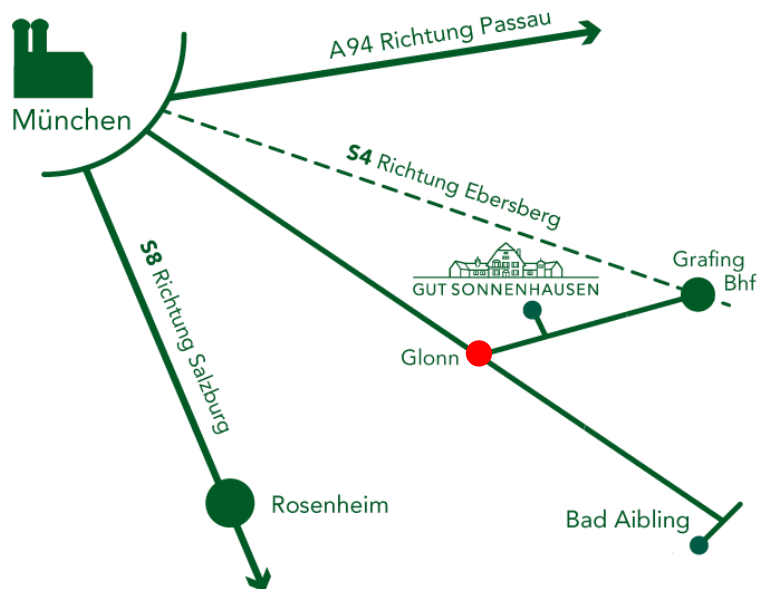 A94 Richtung Passau
München
S4 Richtung Ebersberg
S8 Richtung Salzburg
GUT SONNENHAUSEN
Grafing
Bhf
Glonn
Rosenheim
Bad Aibling